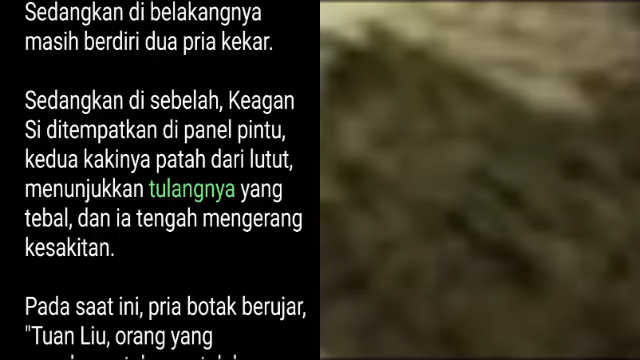 Sedangkan di belakangnya
masih berdiri dua pria kekar.
Sedangkan di sebelah, Keagan
Si ditempatkan di panel pintu,
kedua kakinya patah dari lutut,
menunjukkan tulangnya yang
tebal, dan ia tengah mengerang
kesakitan.
Pada saat ini, pria botak berujar,
"Tuan Liu, orang yang